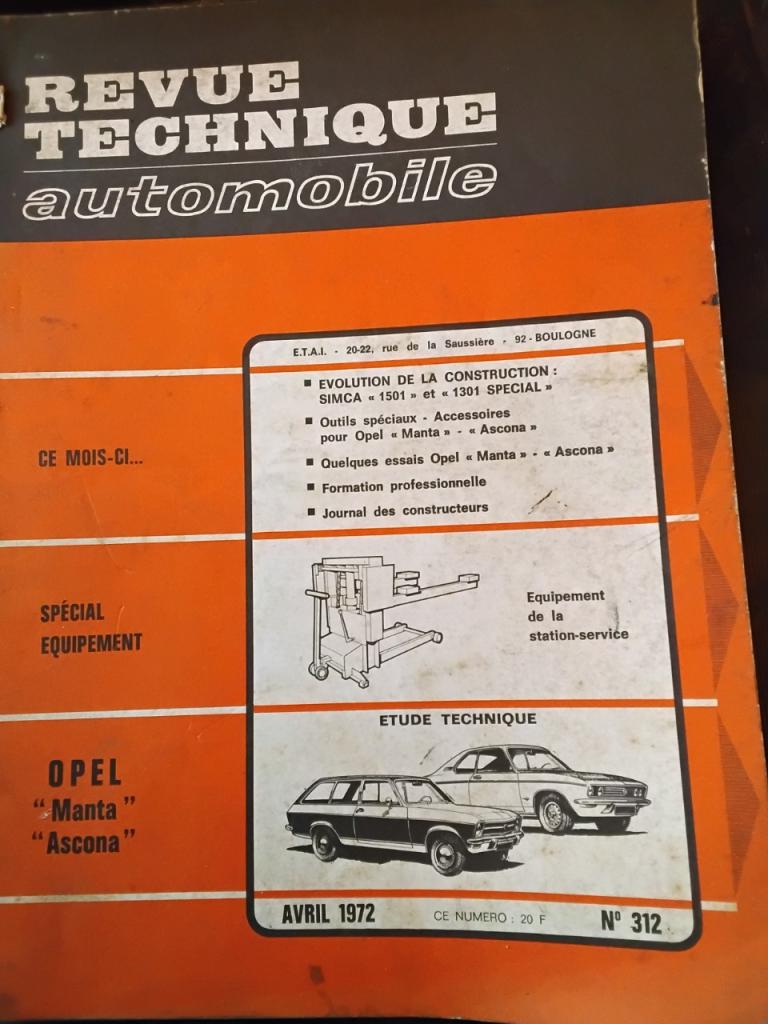 REVUE
TECHNIQUE
automobile
E.T.A.I. - 20-22, rue de la Saussière - 92 - BOULOGNE
CE MOIS-CI...
■ EVOLUTION DE LA CONSTRUCTION :
SIMCA « 1501 » et « 1301 SPECIAL »
■ Outils spéciaux - Accessoires
pour Opel « Manta » - « Ascona »
■ Quelques essais Opel « Manta » - « Ascona »
■ Formation professionnelle
■ Journal des constructeurs
SPÉCIAL
EQUIPEMENT
Equipement
de la
station-service
OPEL
“Manta”
“Ascona”
ETUDE TECHNIQUE
AVRIL 1972 CE NUMERO : 20 F Nº 312